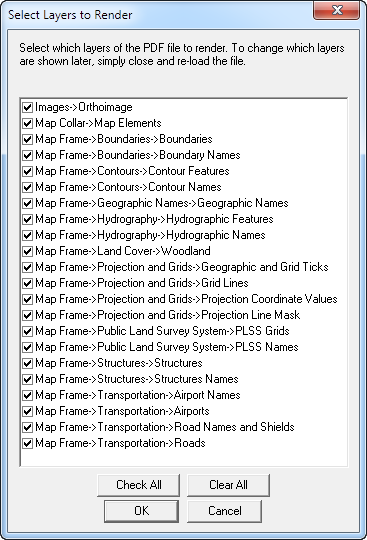 Select Layers to Render
Select which layers of the PDF file to render. To change which layers
are shown later, simply close and re-load the file.
Images->Orthoimage
Map Collar->Map Elements
Map Frame->Boundaries->Boundaries
Map Frame->Boundaries->Boundary Names
Map Frame->Contours->Contour Features
Map Frame->Contours->Contour Names
Map Frame->Geographic Names->Geographic Names
Map Frame->Hydrography->Hydrographic Features
Map Frame->Hydrography->Hydrographic Names
Map Frame->Land Cover->Woodland
Map Frame->Projection and Grids->Geographic and Grid Ticks
Map Frame->Projection and Grids->Grid Lines
Map Frame->Projection and Grids->Projection Coordinate Values
Map Frame->Projection and Grids->Projection Line Mask
Map Frame->Public Land Survey System->PLSS Grids
Map Frame->Public Land Survey System->PLSS Names
Map Frame->Structures->Structures
Map Frame->Structures->Structures Names
Map Frame->Transportation->Airport Names
Map Frame->Transportation->Airports
Map Frame->Transportation->Road Names and Shields
Map Frame->Transportation->Roads
Check All
Clear All
OK
Cancel